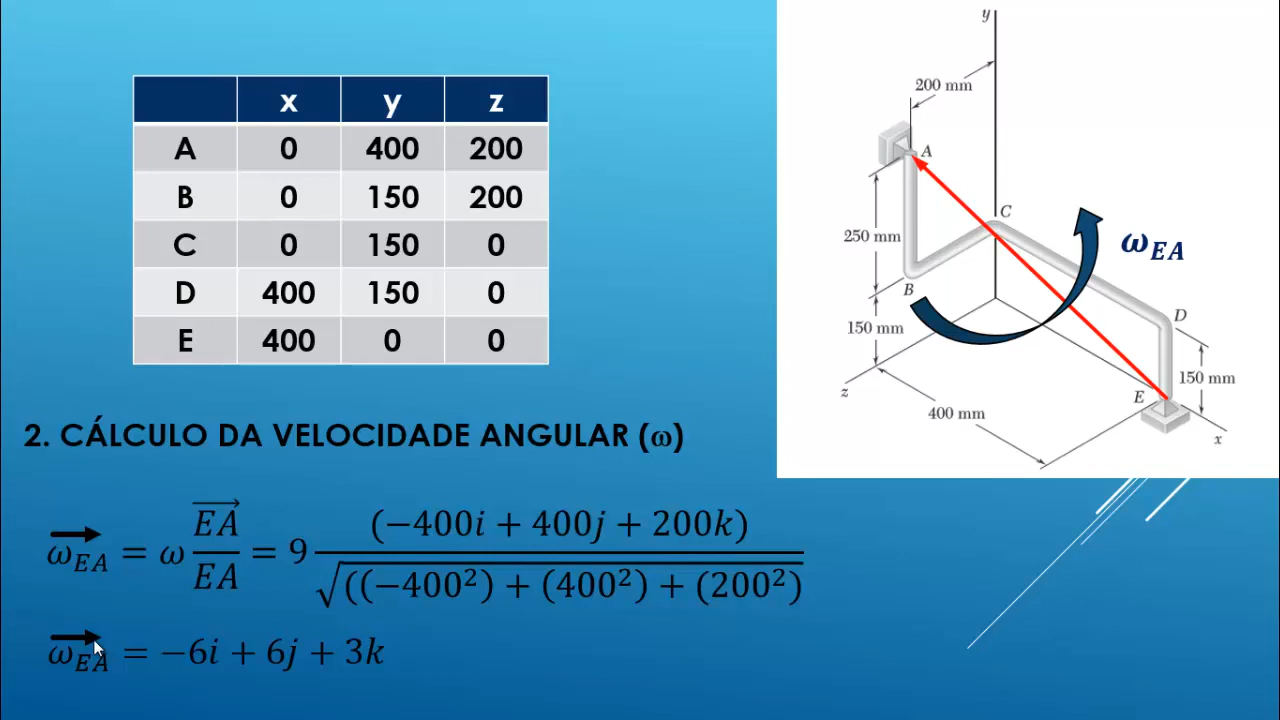 x y z
A 0 400 200
B 0 150 200
C 0 150 0
D 400 150 0
E 400 0 0
2. CÁLCULO DA VELOCIDADE ANGULAR (ω)
ω_EA = ω EA/EA = 9 (−400i + 400j + 200k) / √((−400²) + (400²) + (200²)
ω_EA = −6i + 6j + 3k
y
200 mm
A
C
250 mm
ω_EA
B
D
150 mm
150 mm
z
E
400 mm
x